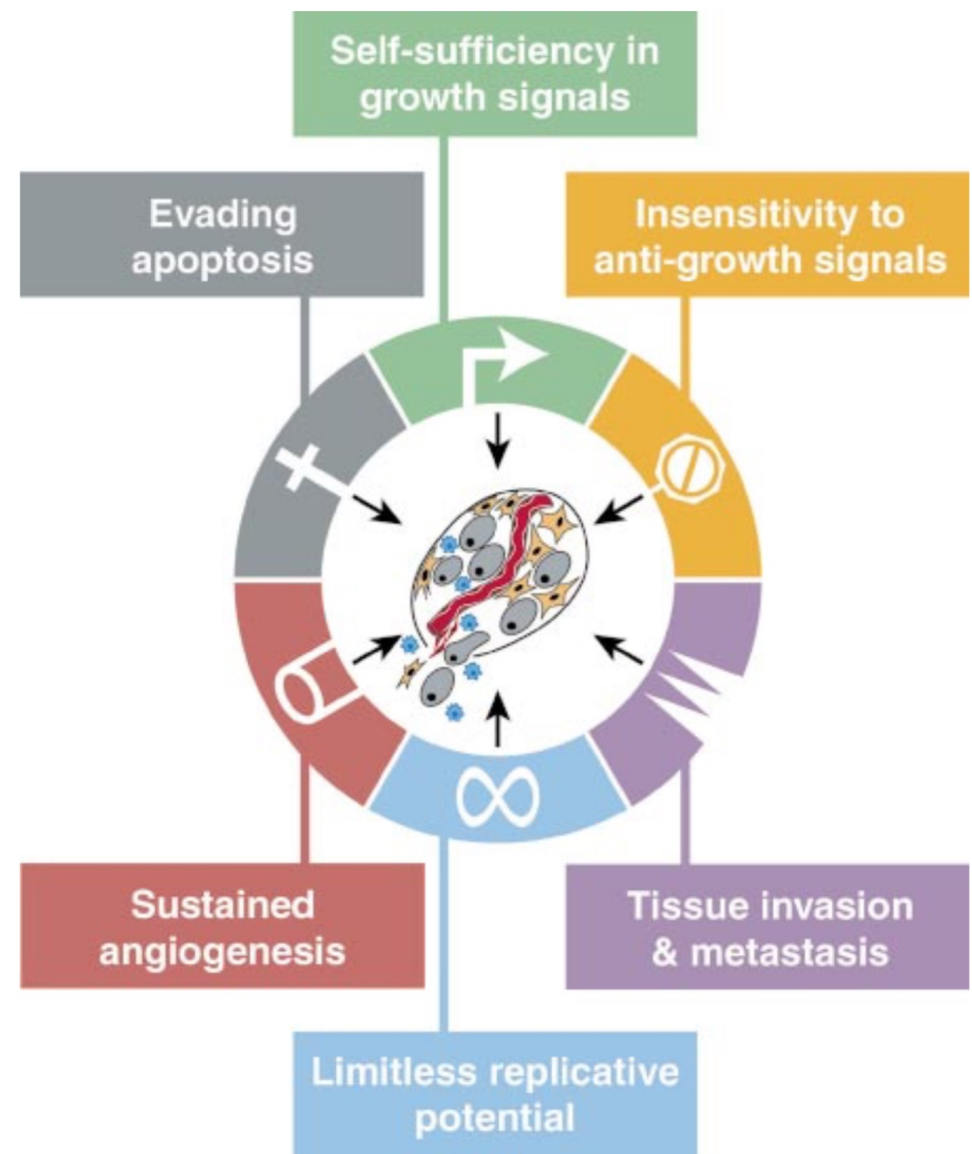 Self-sufficiency in
growth signals
Evading
apoptosis
Insensitivity to
anti-growth signals
Sustained
angiogenesis
Tissue invasion
& metastasis
Limitless replicative
potential